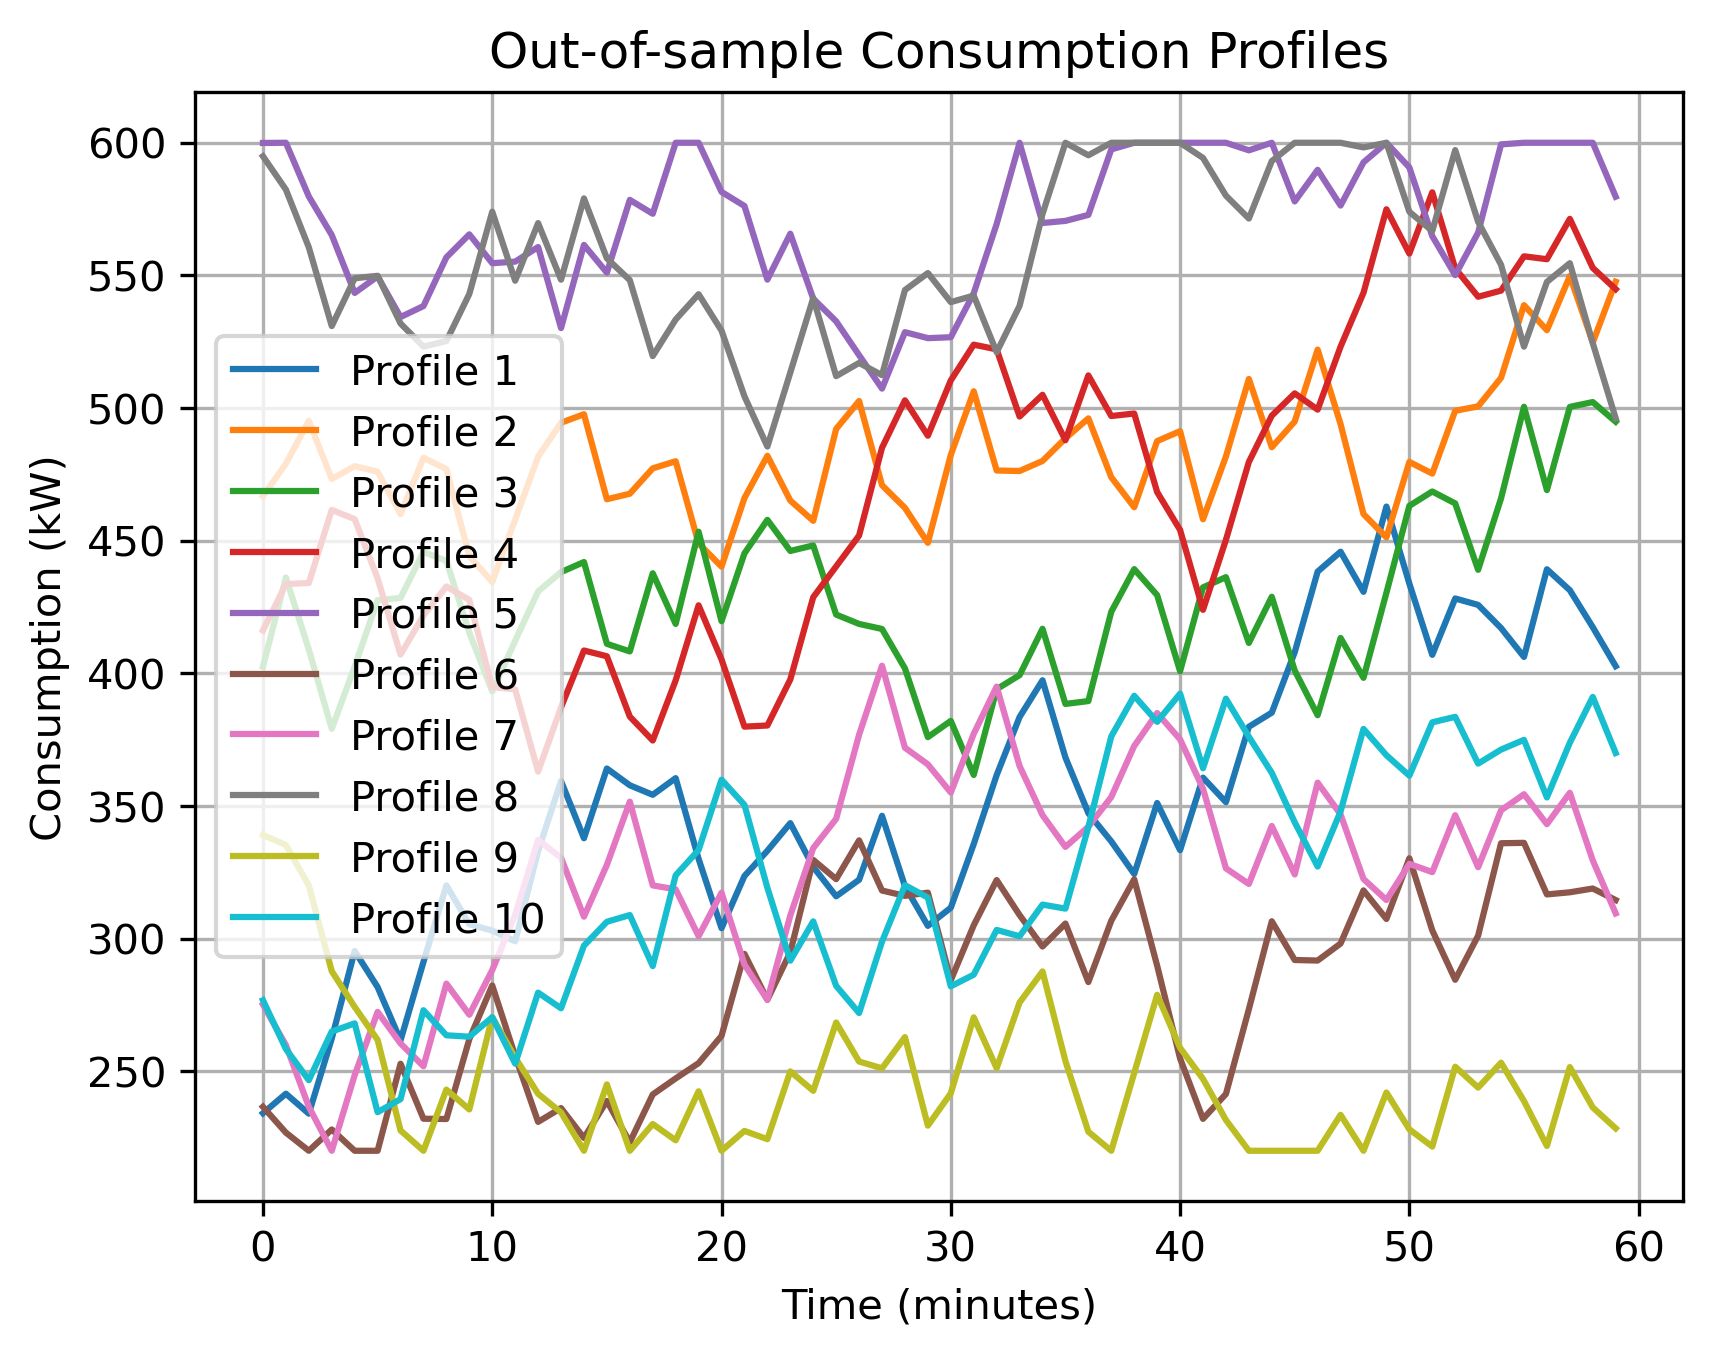 Out-of-sample Consumption Profiles
Consumption (kW)
600
550
500
450
400
350
300
250
Profile 1
Profile 2
Profile 3
Profile 4
Profile 5
Profile 6
Profile 7
Profile 8
Profile 9
Profile 10
0 10 20 30 40 50 60
Time (minutes)